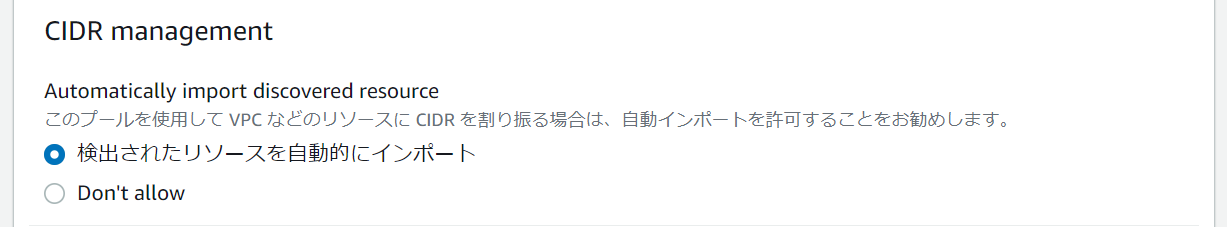 CIDR management
Automatically import discovered resource
このプールを使用して VPC などのリソースに CIDR を割り振る場合は、自動インポートを許可することをお勧めします。
検出されたリソースを自動的にインポート
Don't allow